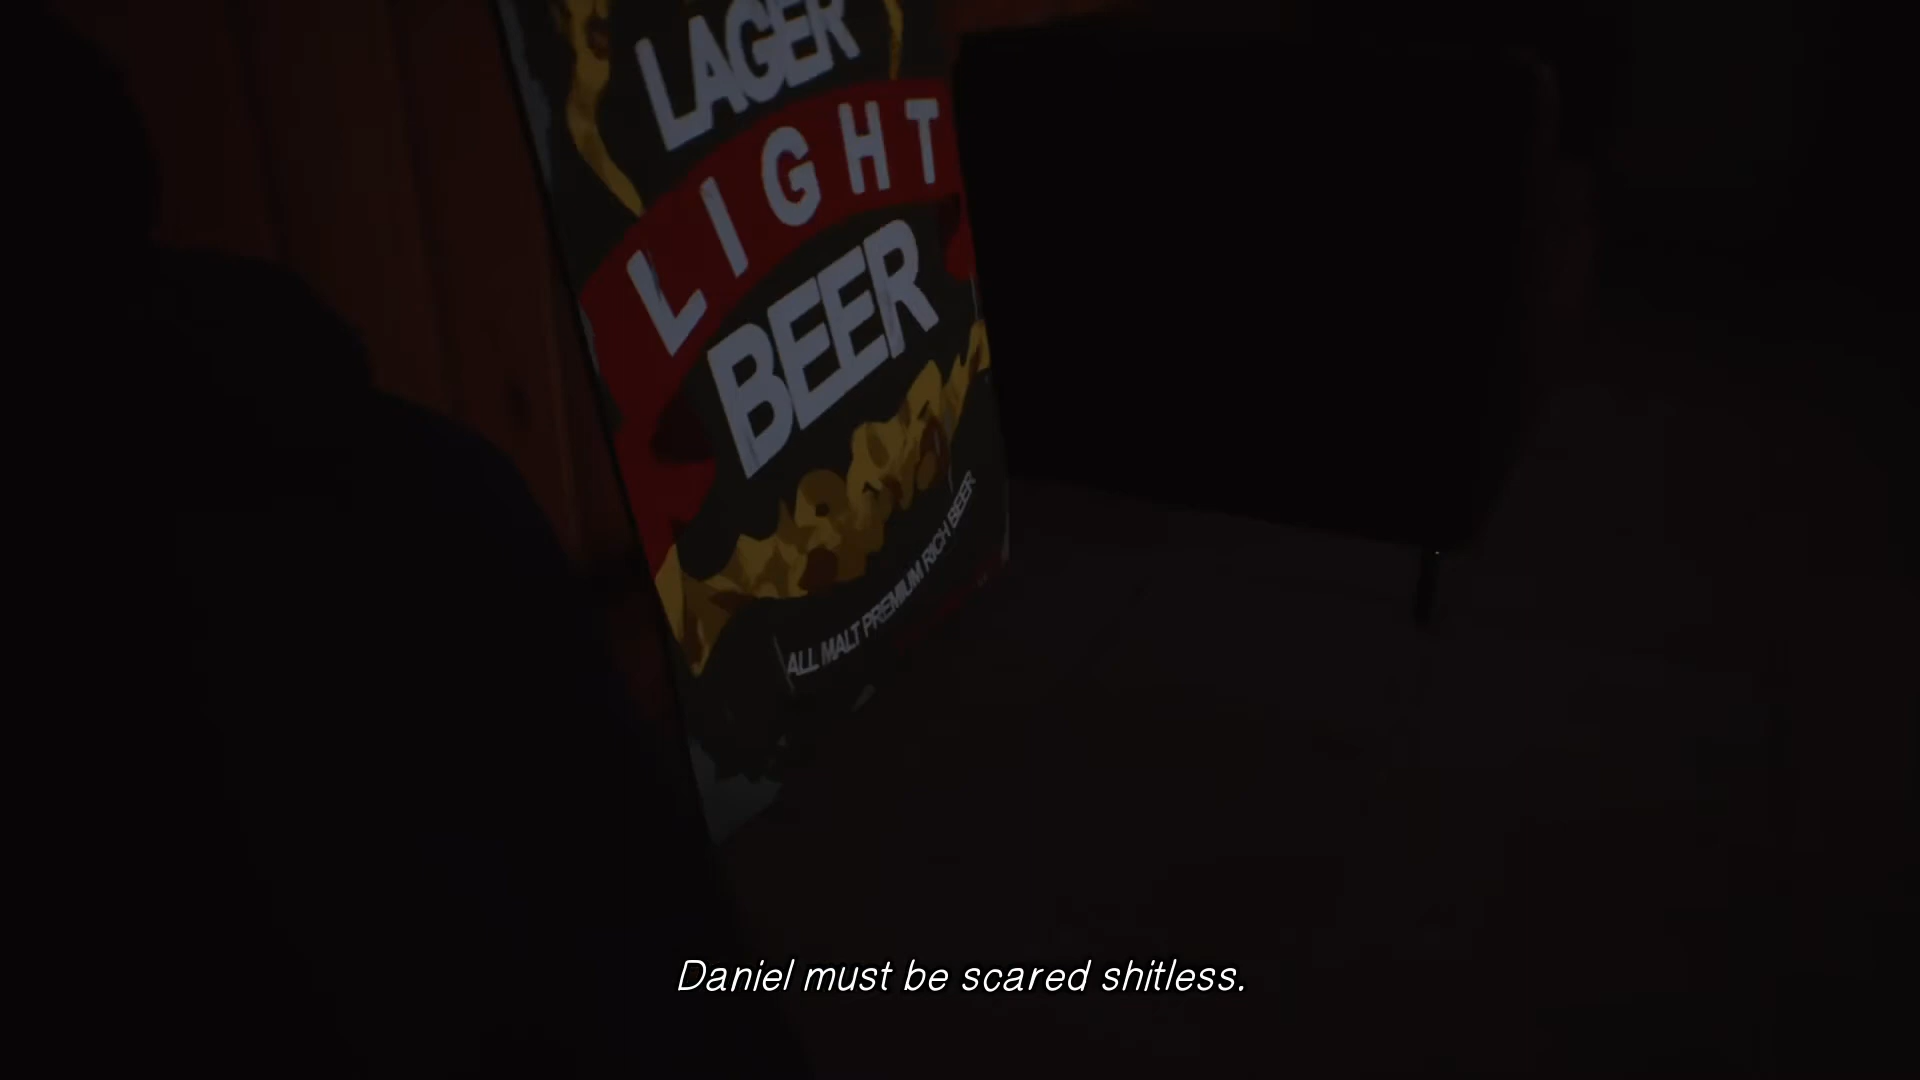 LAGER
LIGHT
BEER
ALL MALT PREMIUM RICH BEER
Daniel must be scared shitless.